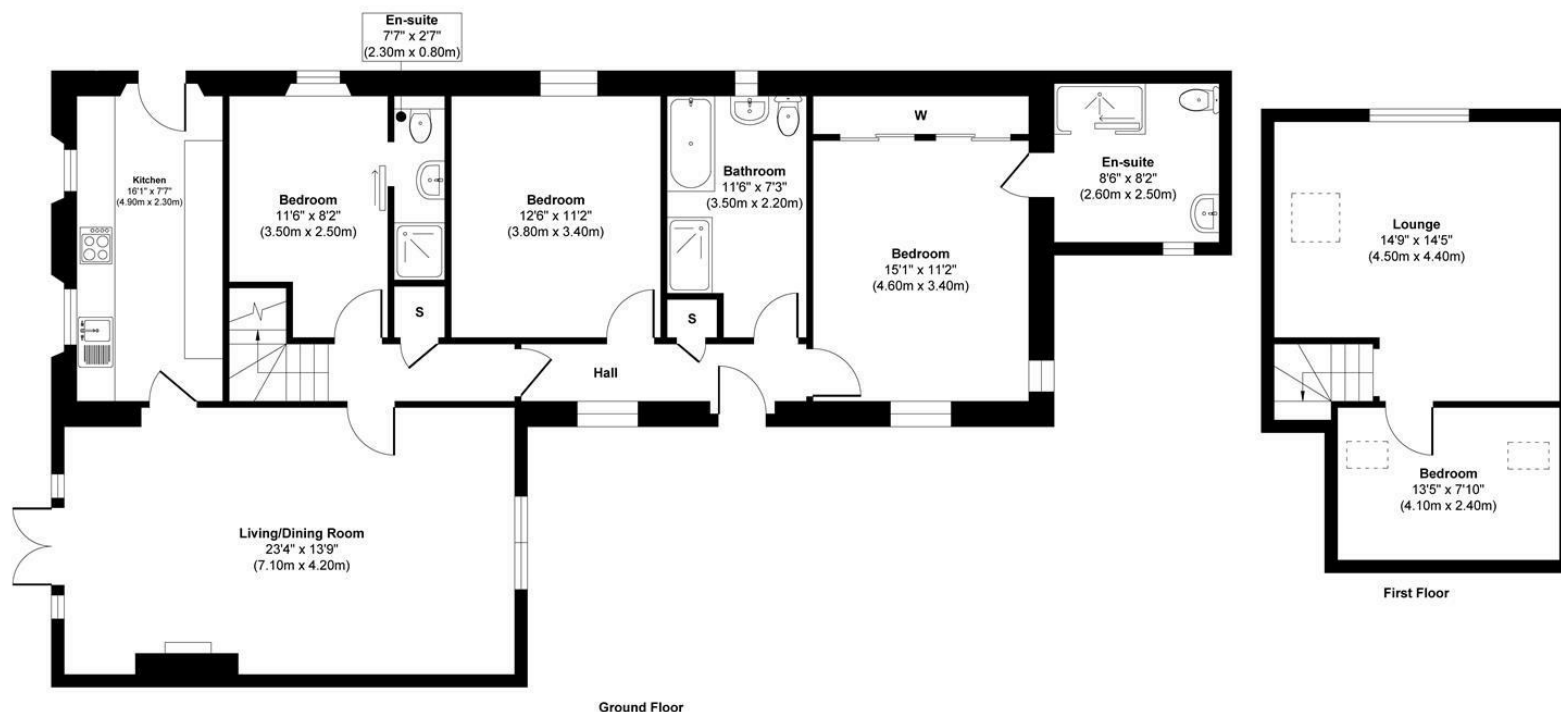 En-suite
7'7" x 2'7"
(2.30m x 0.80m)
Kitchen
16'1" x 7'7"
(4.90m x 2.30m)
Bedroom
11'6" x 8'2"
(3.50m x 2.50m)
S
Bedroom
12'6" x 11'2"
(3.80m x 3.40m)
Bathroom
11'6" x 7'3"
(3.50m x 2.20m)
S
W
Bedroom
15'1" x 11'2"
(4.60m x 3.40m)
En-suite
8'6" x 8'2"
(2.60m x 2.50m)
Hall
Living/Dining Room
23'4" x 13'9"
(7.10m x 4.20m)
Ground Floor
Lounge
14'9" x 14'5"
(4.50m x 4.40m)
Bedroom
13'5" x 7'10"
(4.10m x 2.40m)
First Floor